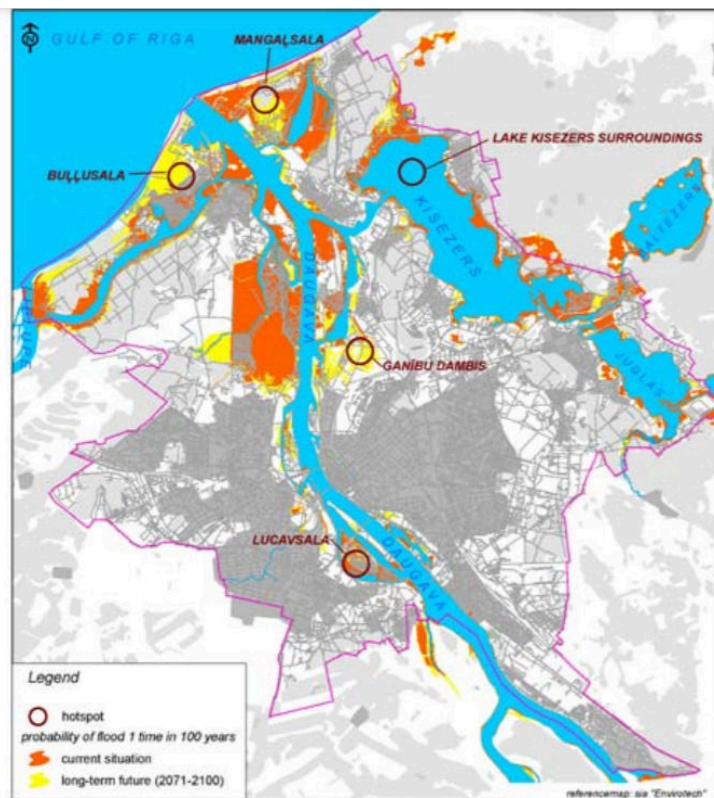 GULF OF RIGA
MANGAĻSALA
LAKE KISEZERS SURROUNDINGS
BUĻĻUSALA
KISEZERS
DAUGAVA
GANĪBU DAMBIS
JUGLAS
LUCAVSALA
DAUGAVA
Legend
hotspot
probability of flood 1 time in 100 years
current situation
long-term future (2071-2100)
referencemap: sia "Envirotech"
N